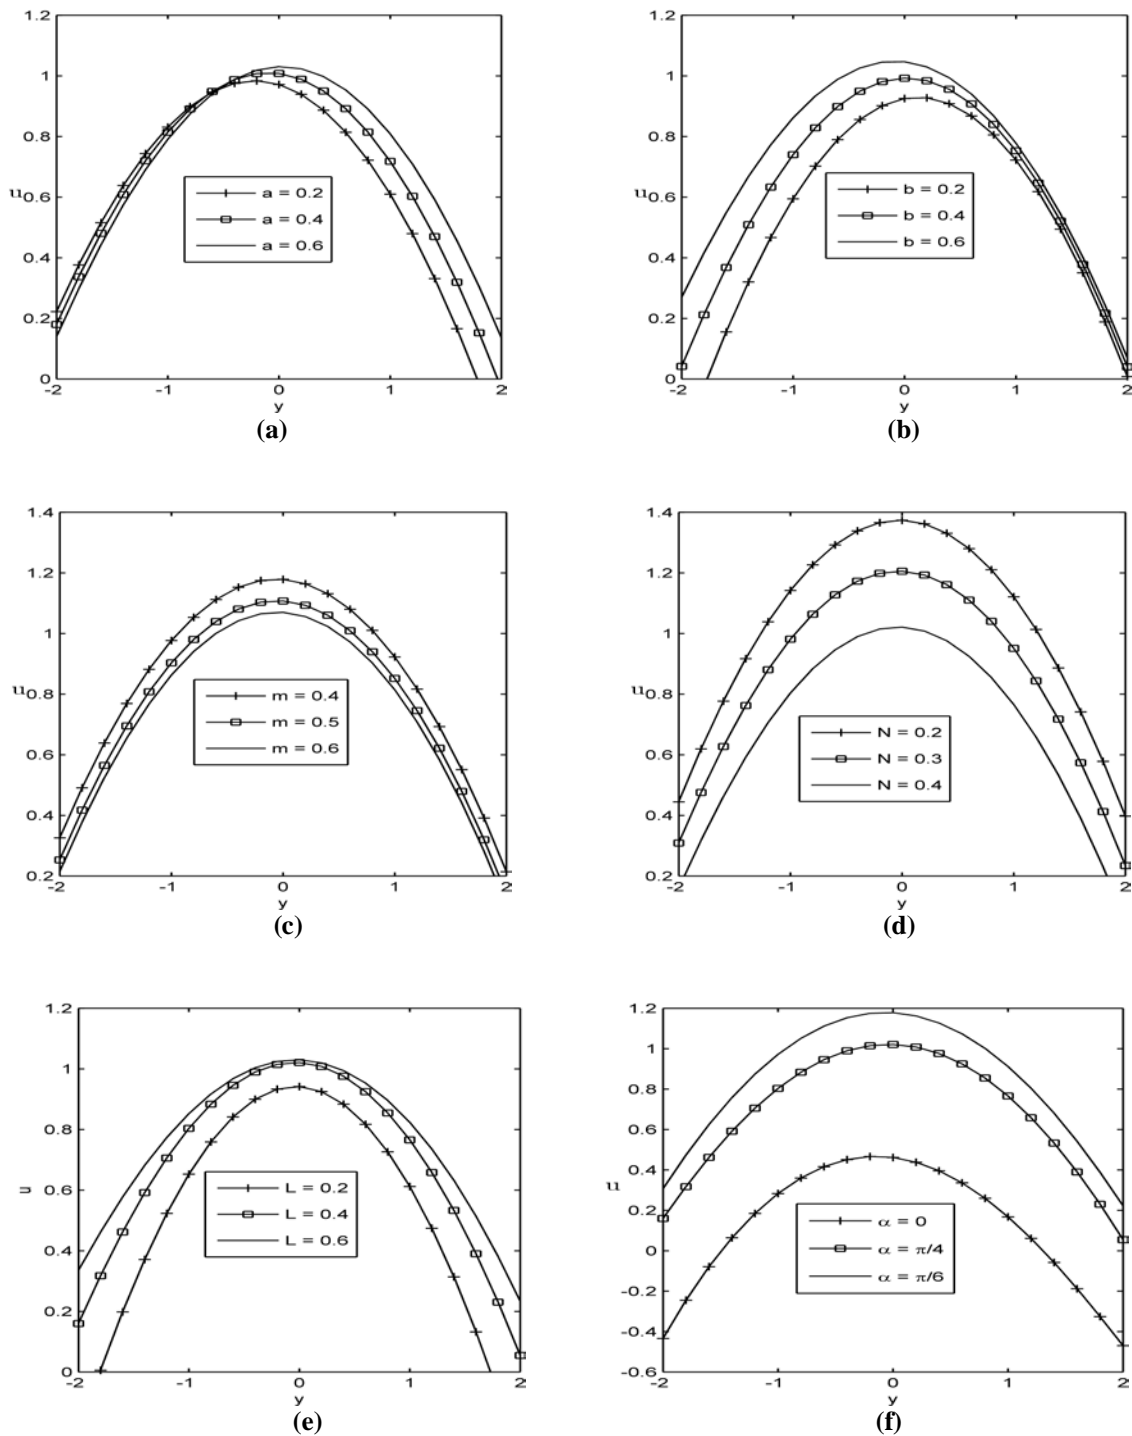 1.2
1
0.8
u
0.6
0.4
0.2
0
-2
-1
0
1
2
y
a = 0.2
a = 0.4
a = 0.6
(a)
1.2
1
0.8
u
0.6
0.4
0.2
0
-2
-1
0
1
2
y
b = 0.2
b = 0.4
b = 0.6
(b)
1.4
1.2
1
0.8
u
0.6
0.4
0.2
-2
-1
0
1
2
y
m = 0.4
m = 0.5
m = 0.6
(c)
1.4
1.2
1
0.8
u
0.6
0.4
0.2
-2
-1
0
1
2
y
N = 0.2
N = 0.3
N = 0.4
(d)
1.2
1
0.8
u
0.6
0.4
0.2
0
-2
-1
0
1
2
y
L = 0.2
L = 0.4
L = 0.6
(e)
1.2
1
0.8
0.6
0.4
u
0.2
0
-0.2
-0.4
-0.6
-2
-1
0
1
2
y
α = 0
α = π/4
α = π/6
(f)